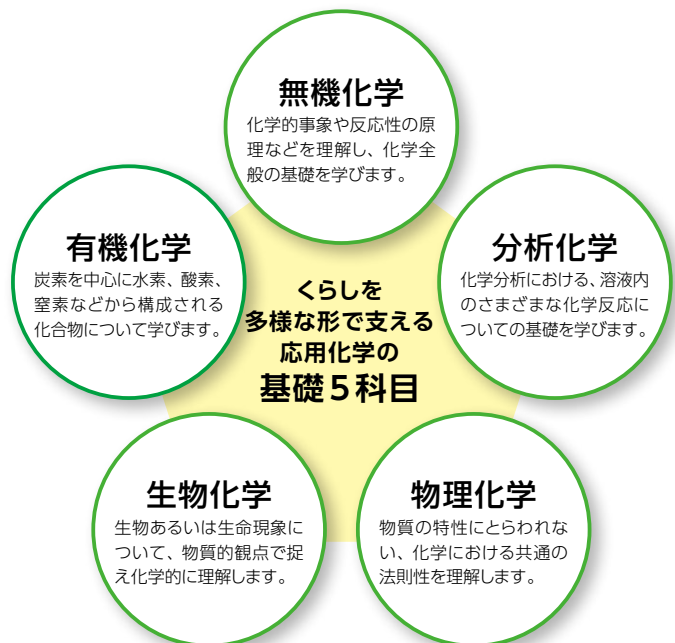 無機化学
化学的事象や反応性の原
理などを理解し、化学全
般の基礎を学びます。
有機化学
炭素を中心に水素、酸素、
窒素などから構成される
化合物について学びます。
くらしを
多様な形で支える
応用化学の
基礎5科目
分析化学
化学分析における、溶液内
のさまざまな化学反応に
ついての基礎を学びます。
生物化学
生物あるいは生命現象に
ついて、物質的観点で捉
え化学的に理解します。
物理化学
物質の特性にとらわれな
い、化学における共通の
法則性を理解します。